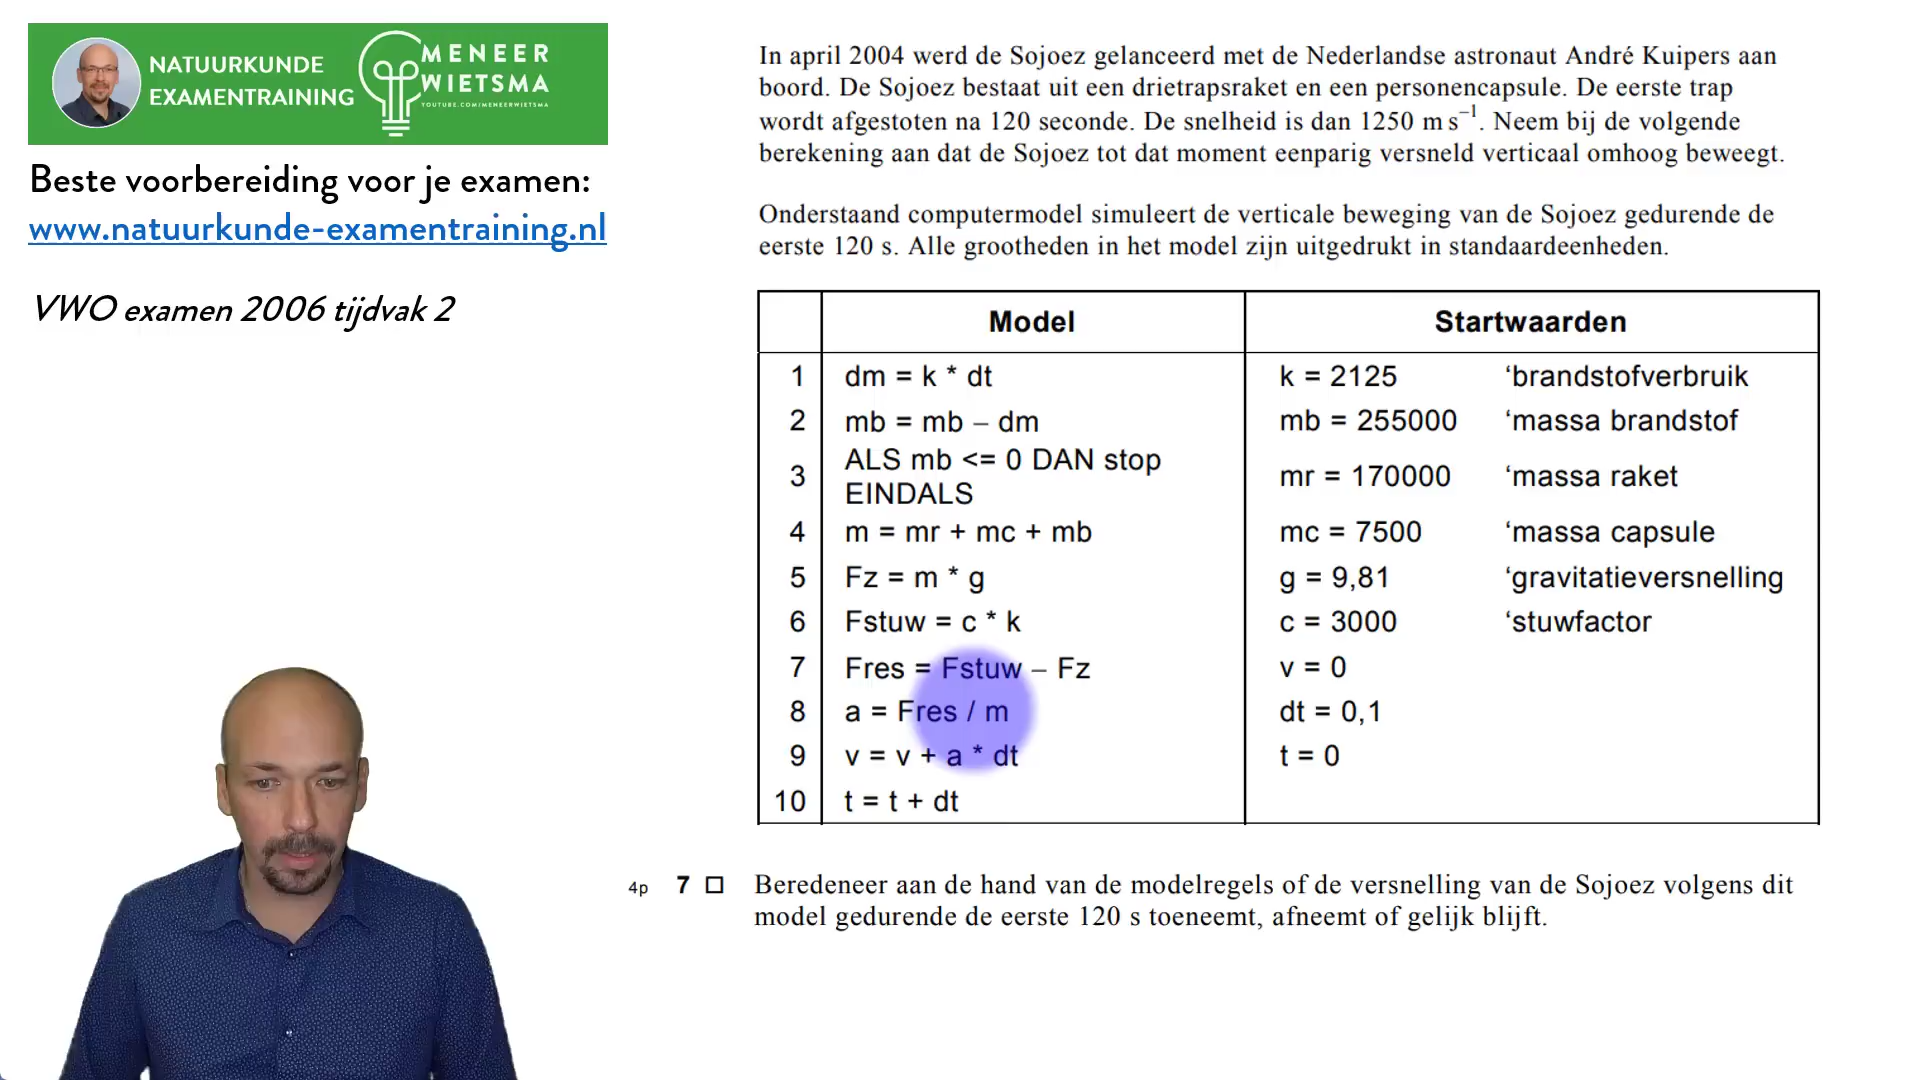 NATUURKUNDE
EXAMENTRAINING
MENEER
WIETSMA
YOUTUBE.COM/MENEERWIETSMA
Beste voorbereiding voor je examen:
www.natuurkunde-examentraining.nl
VWO examen 2006 tijdvak 2
In april 2004 werd de Sojoez gelanceerd met de Nederlandse astronaut André Kuipers aan
boord. De Sojoez bestaat uit een drietrapsraket en een personencapsule. De eerste trap
wordt afgestoten na 120 seconde. De snelheid is dan 1250 m s⁻¹. Neem bij de volgende
berekening aan dat de Sojoez tot dat moment eenparig versneld verticaal omhoog beweegt.
Onderstaand computermodel simuleert de verticale beweging van de Sojoez gedurende de
eerste 120 s. Alle grootheden in het model zijn uitgedrukt in standaardeenheden.
Model Startwaarden
1 dm = k * dt k = 2125 ‘brandstofverbruik
2 mb = mb – dm mb = 255000 ‘massa brandstof
3 ALS mb <= 0 DAN stop
EINDALS mr = 170000 ‘massa raket
4 m = mr + mc + mb mc = 7500 ‘massa capsule
5 Fz = m * g g = 9,81 ‘gravitatieversnelling
6 Fstuw = c * k c = 3000 ‘stuwfactor
7 Fres = Fstuw – Fz v = 0
8 a = Fres / m dt = 0,1
9 v = v + a * dt t = 0
10 t = t + dt
4p 7 □ Beredeneer aan de hand van de modelregels of de versnelling van de Sojoez volgens dit
model gedurende de eerste 120 s toeneemt, afneemt of gelijk blijft.